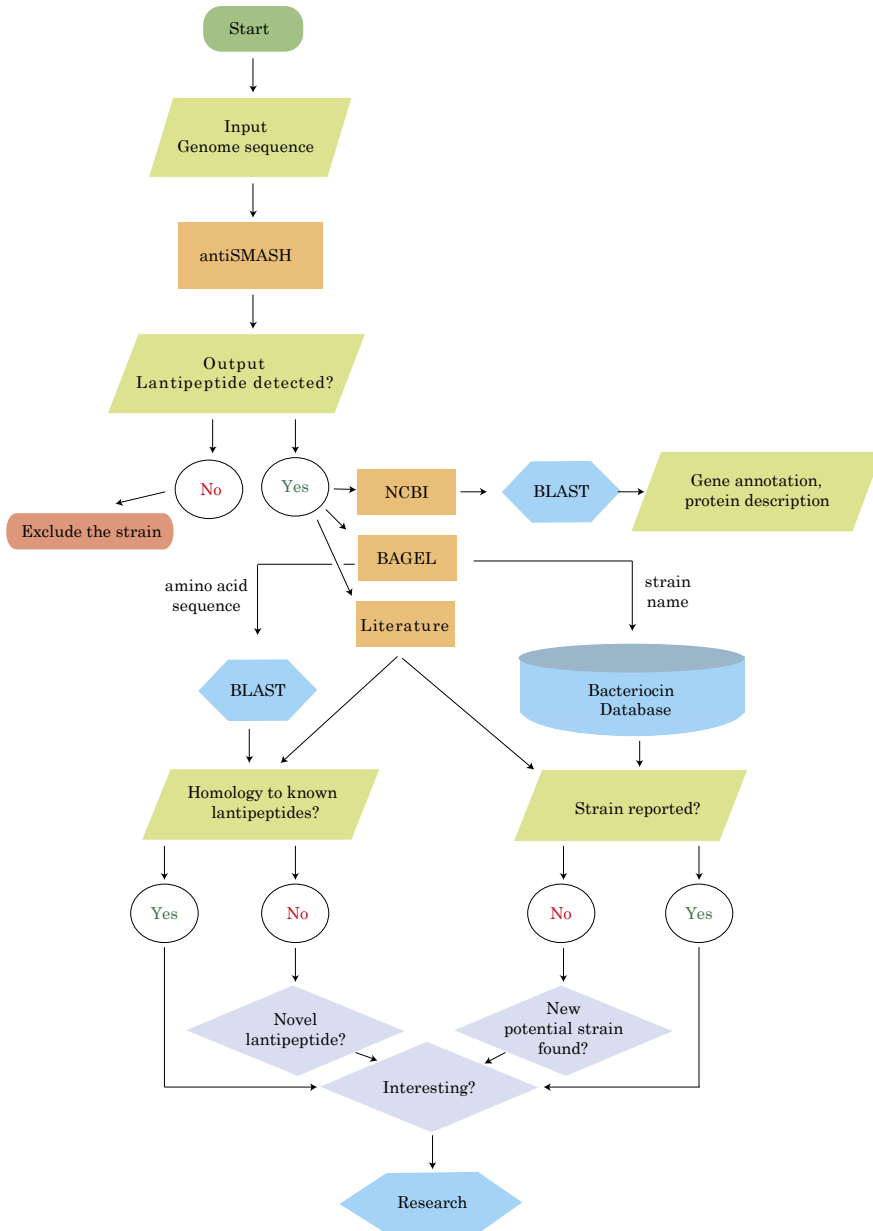 Start
Input
Genome sequence
antiSMASH
Output
Lantipeptide detected?
No
Yes
NCBI
BLAST
Gene annotation,
protein description
Exclude the strain
BAGEL
amino acid
sequence
strain
name
Literature
BLAST
Bacteriocin
Database
Homology to known
lantipeptides?
Strain reported?
Yes
No
No
Yes
Novel
lantipeptide?
New
potential strain
found?
Interesting?
Research